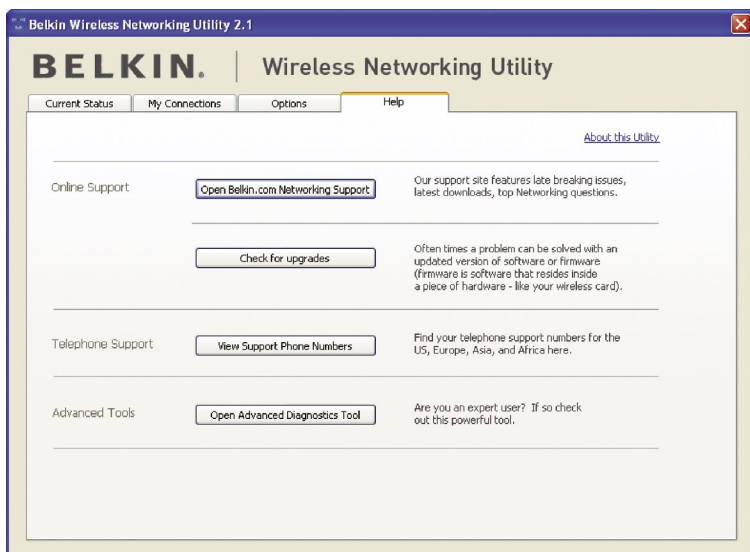 Belkin Wireless Networking Utility 2.1
BELKIN. | Wireless Networking Utility
Current Status
My Connections
Options
Help
About this Utility
Online Support
Open Belkin.com Networking Support
Our support site features late breaking issues,
latest downloads, top Networking questions.
Check for upgrades
Often times a problem can be solved with an
updated version of software or firmware
(firmware is software that resides inside
a piece of hardware - like your wireless card).
Telephone Support
View Support Phone Numbers
Find your telephone support numbers for the
US, Europe, Asia, and Africa here.
Advanced Tools
Open Advanced Diagnostics Tool
Are you an expert user? If so check
out this powerful tool.